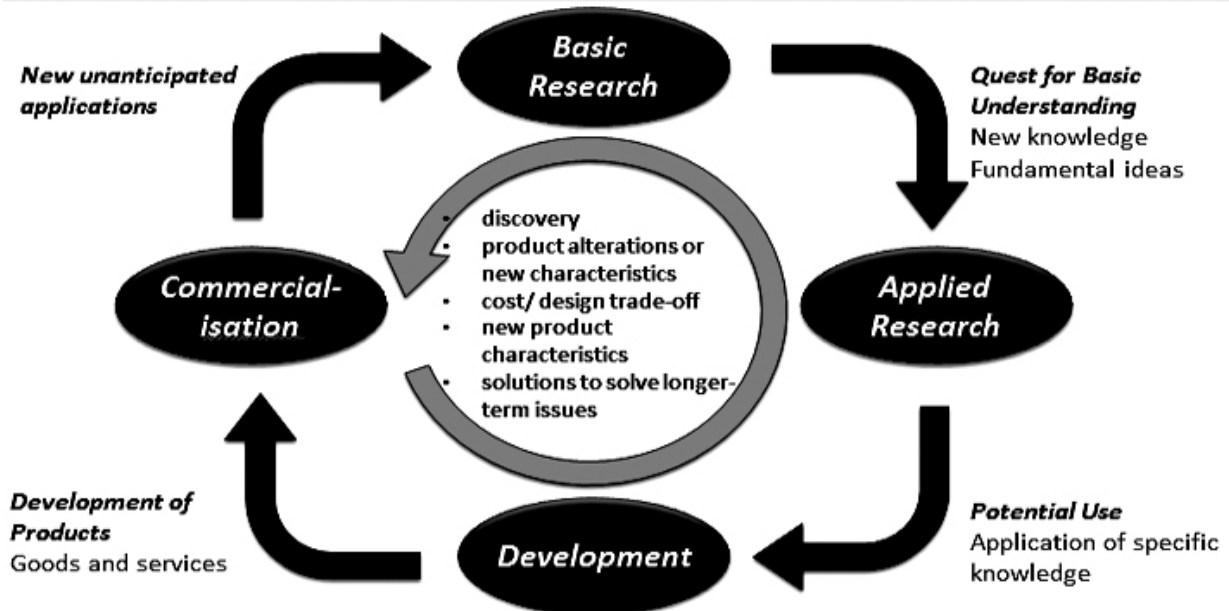 Basic
Research
New unanticipated
applications
Quest for Basic
Understanding
New knowledge
Fundamental ideas
• discovery
• product alterations or
new characteristics
• cost/ design trade-off
• new product
characteristics
• solutions to solve longer-
term issues
Commercial-
isation
Applied
Research
Development of
Products
Goods and services
Development
Potential Use
Application of specific
knowledge